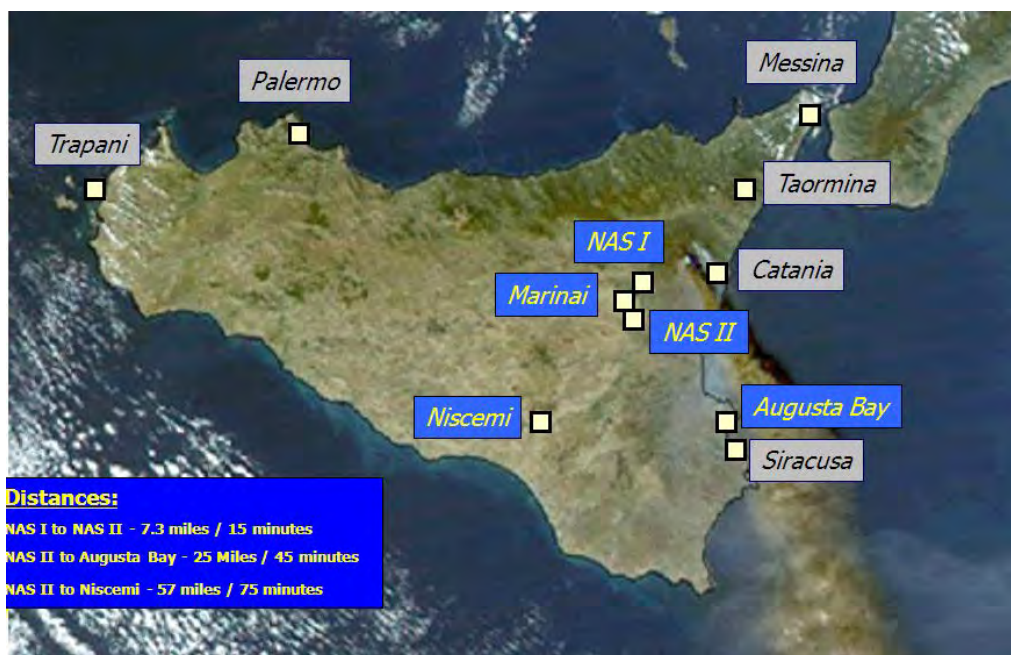 Messina
Palermo
Trapani
Taormina
NAS I
Catania
Marinai
NAS II
Niscemi
Augusta Bay
Siracusa
Distances:
NAS I to NAS II - 7.3 miles / 15 minutes
NAS II to Augusta Bay - 25 Miles / 45 minutes
NAS II to Niscemi - 57 miles / 75 minutes